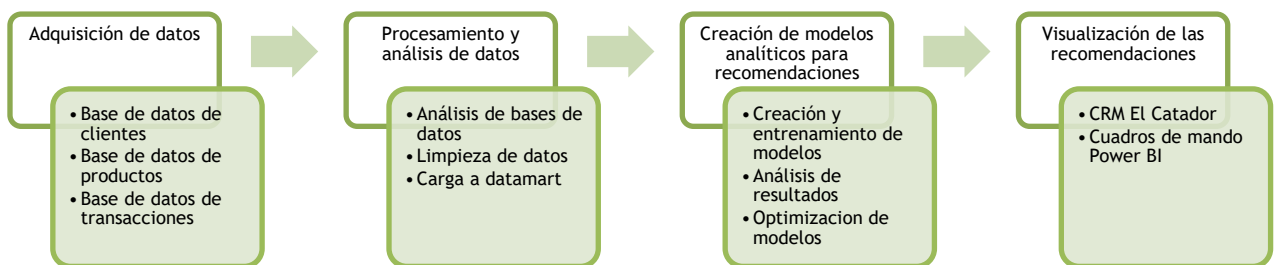 Adquisición de datos
• Base de datos de
clientes
• Base de datos de
productos
• Base de datos de
transacciones
Procesamiento y
análisis de datos
• Análisis de bases de
datos
• Limpieza de datos
• Carga a datamart
Creación de modelos
analíticos para
recomendaciones
• Creación y
entrenamiento de
modelos
• Análisis de
resultados
• Optimizacion de
modelos
Visualización de las
recomendaciones
• CRM El Catador
• Cuadros de mando
Power BI